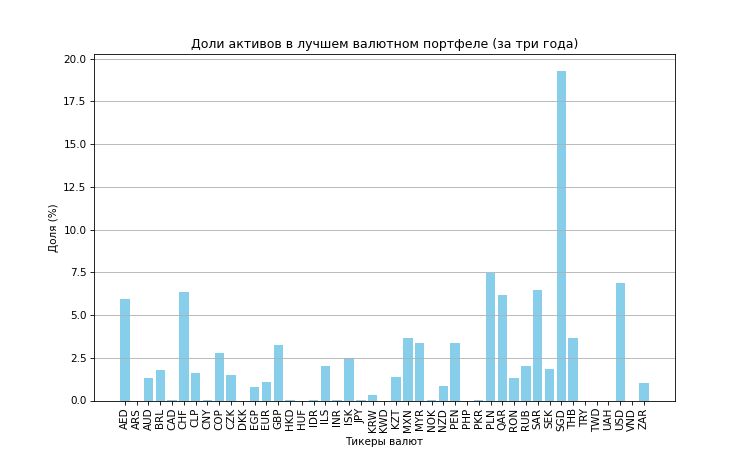 Доли активов в лучшем валютном портфеле (за три года)
20.0
17.5
15.0
12.5
10.0
7.5
5.0
2.5
0.0
Доля (%)
AED ARS AUD BRL CAD CHF CLP CNY COP CZK DKK EGP EUR GBP HKD HUF IDR ILS INR ISK JPY KRW KWD KZT MXN MYR NOK NZD PEN PHP PKR PLN QAR RON RUB SAR SEK SGD THB TRY TWD UAH USD VND ZAR
Тикеры валют